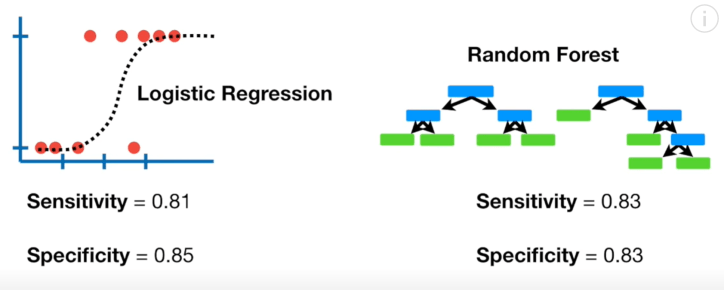 Logistic Regression
Sensitivity = 0.81
Specificity = 0.85
Random Forest
Sensitivity = 0.83
Specificity = 0.83
i